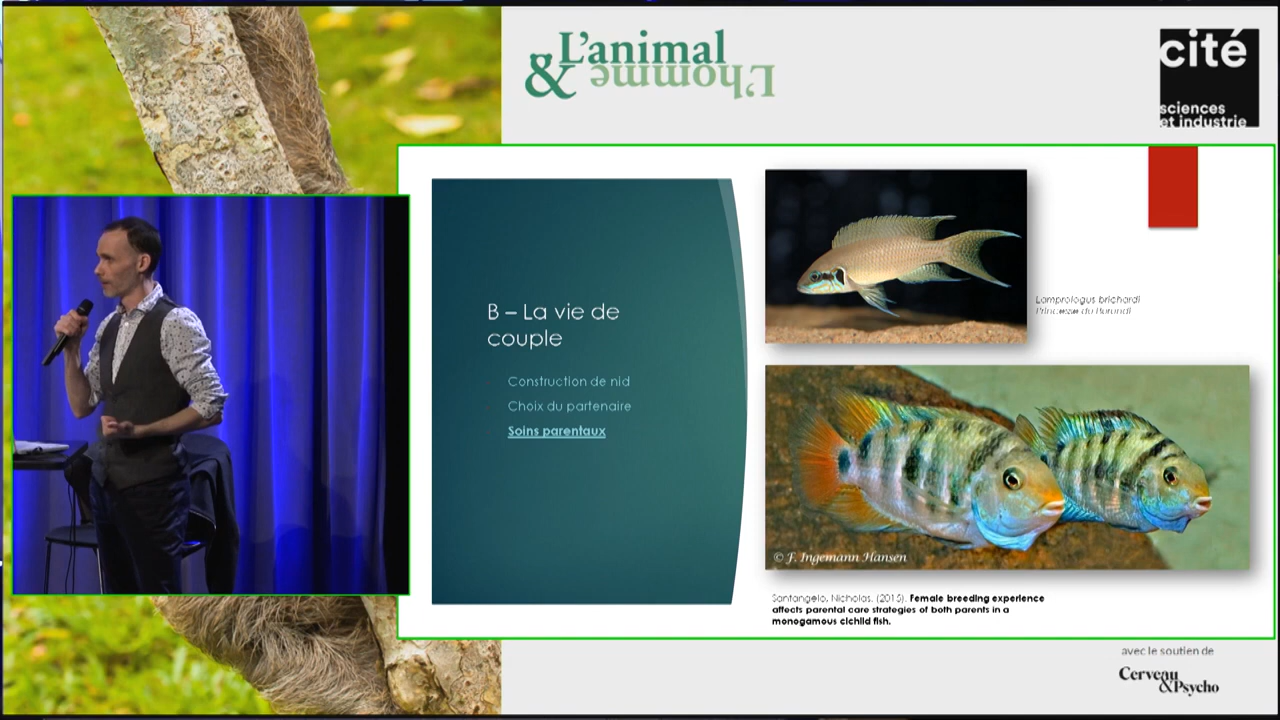 L'animal
& L'homme
cité
sciences
et industrie
B – La vie de
couple
Construction de nid
Choix du partenaire
Soins parentaux
Lamprologus brichardi
Princesse du Burundi
© F. Ingemann Hansen
Santangelo, Nicholas. (2015). Female breeding experience
affects parental care strategies of both parents in a
monogamous cichlid fish.
avec le soutien de
Cerveau
&Psycho